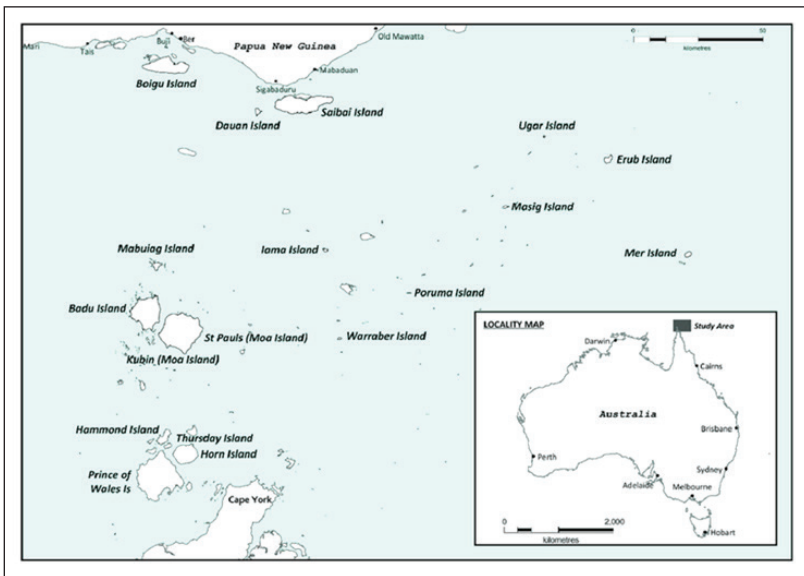 Old Mawatta
Buji
Ber
Papua New Guinea
0 50
kilometres
Mari
Tais
Mabaduan
Boigu Island
Sigabaduru
Saibai Island
Dauan Island
Ugar Island
Erub Island
Masig Island
Mabuiag Island
Iama Island
Mer Island
Poruma Island
Badu Island
St Pauls (Moa Island)
Warraber Island
Kubin (Moa Island)
Hammond Island
Thursday Island
Horn Island
Prince of
Wales Is
Cape York
LOCALITY MAP
Study Area
Darwin
Cairns
Australia
Brisbane
Perth
Sydney
Adelaide
Melbourne
0 2,000
kilometres
Hobart